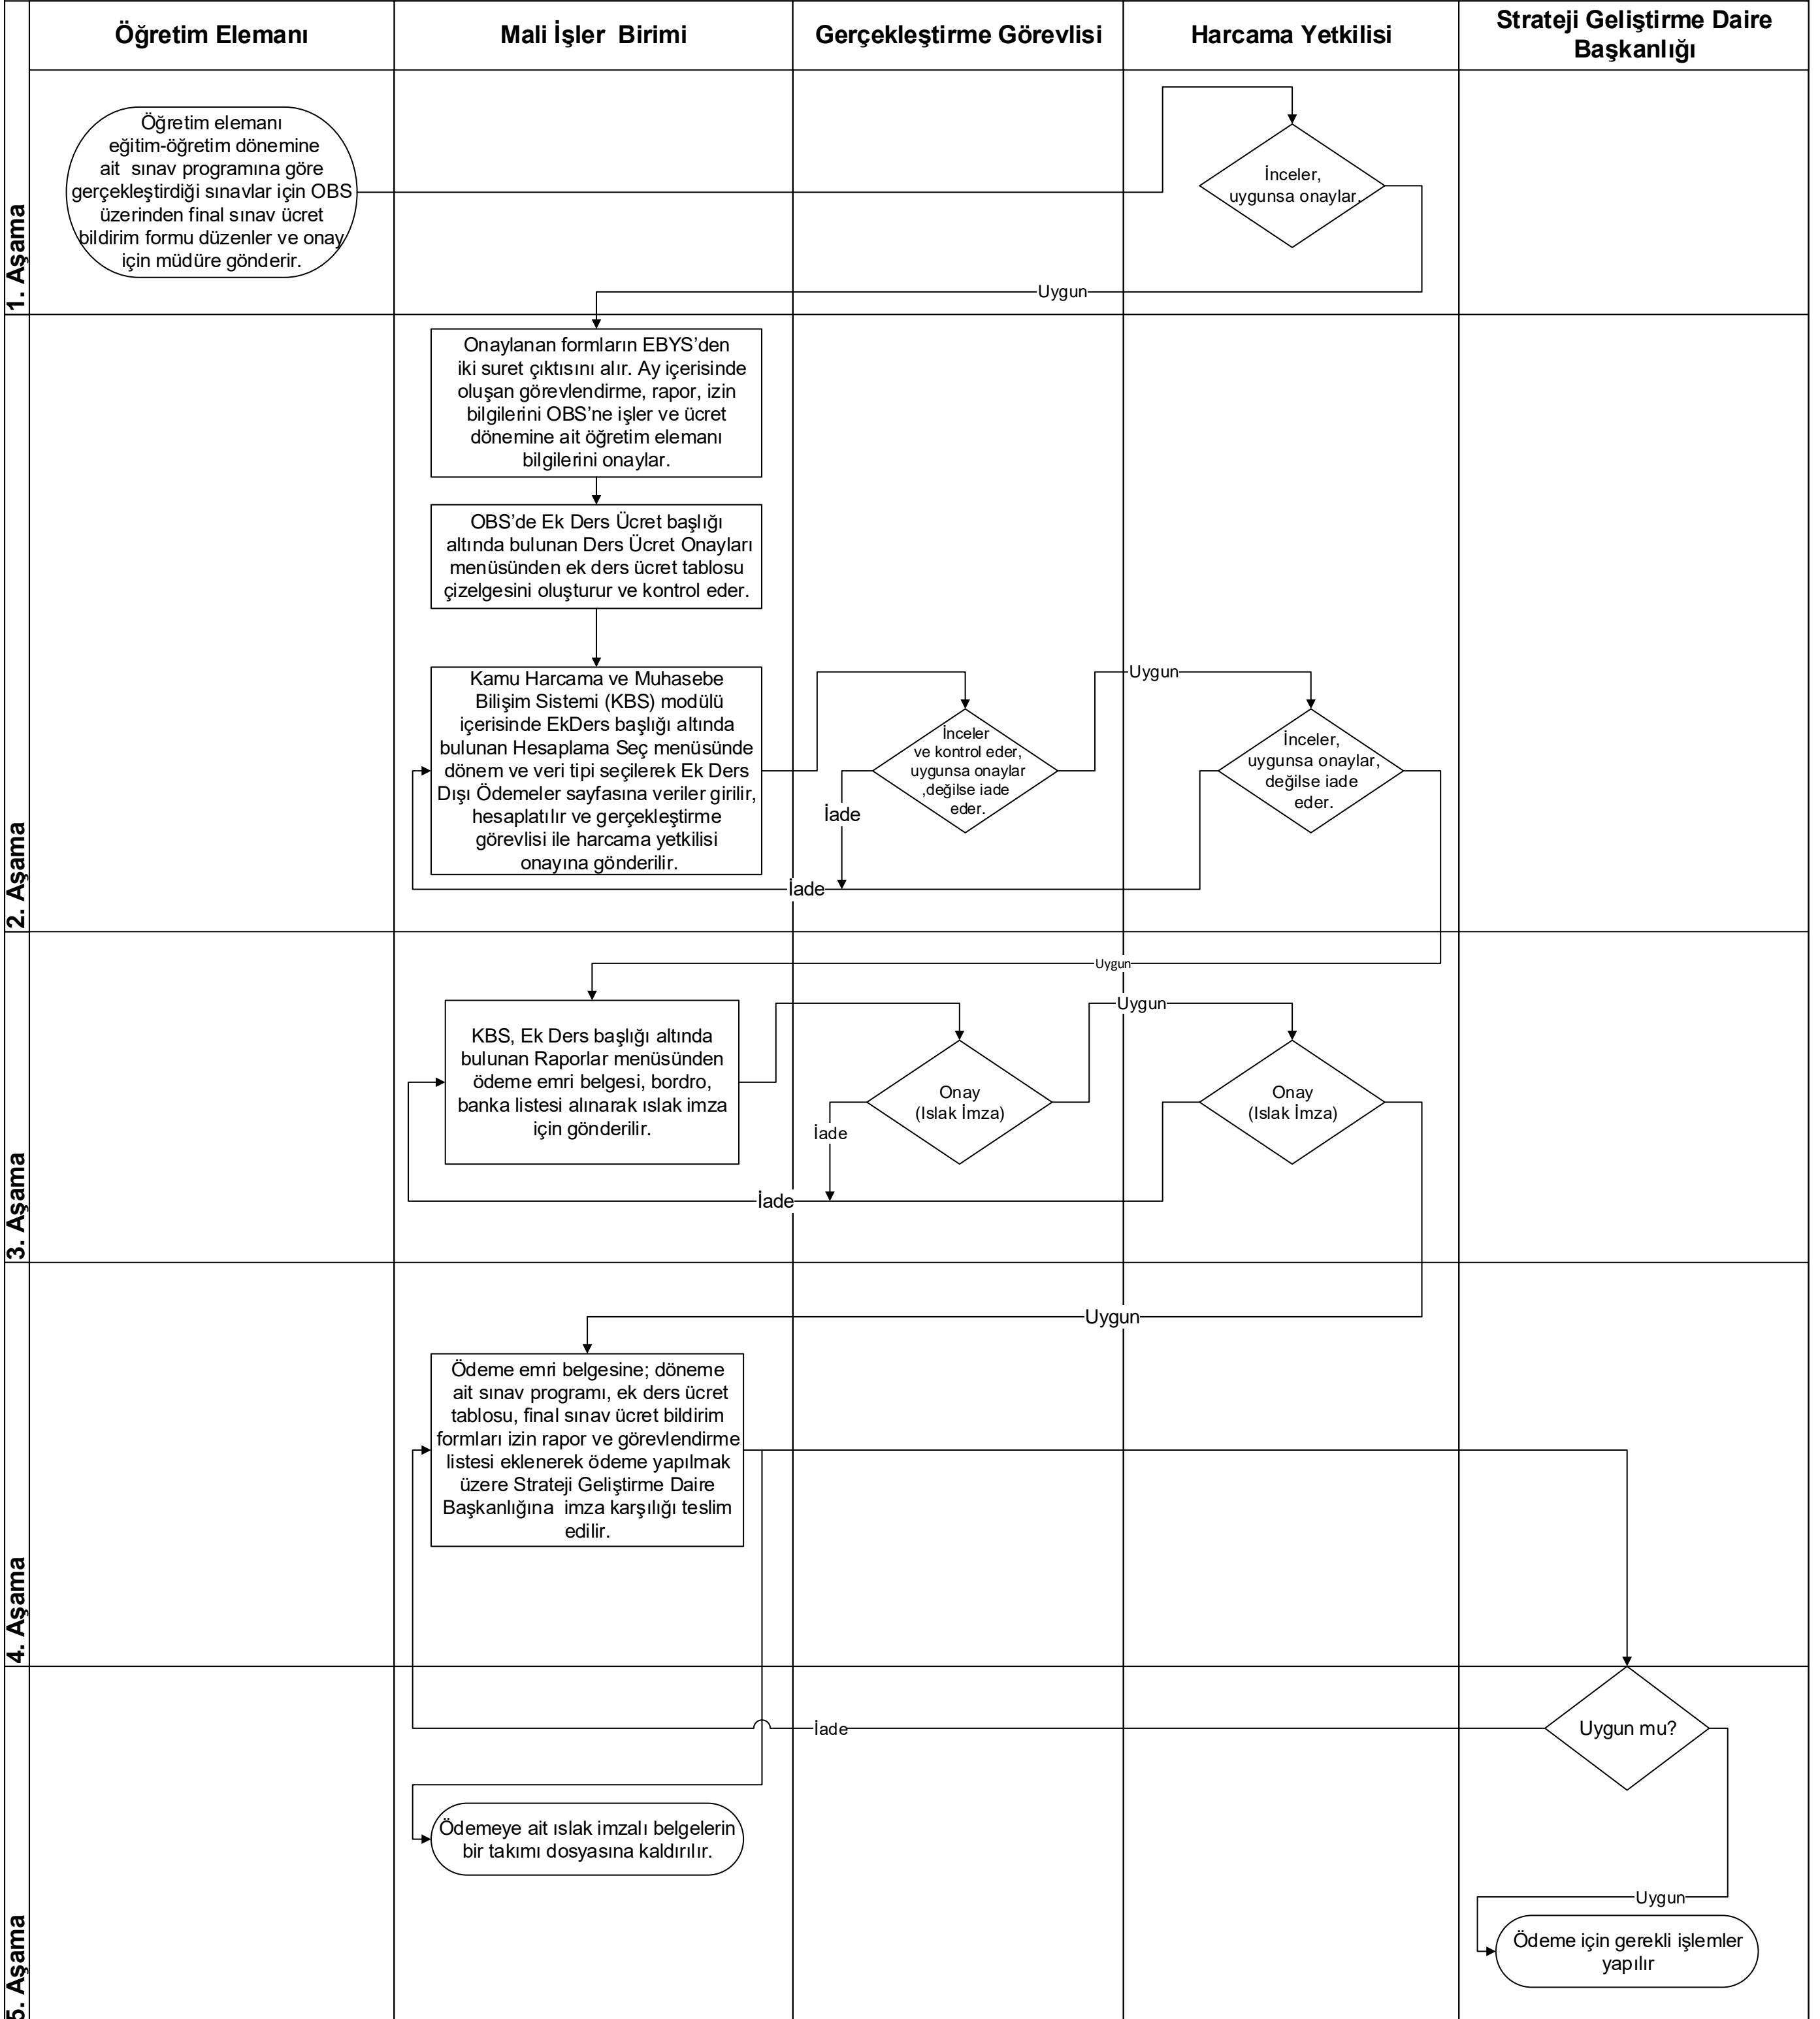 Öğretim Elemanı
Mali İşler  Birimi
Gerçekleştirme Görevlisi
Harcama Yetkilisi
Strateji Geliştirme Daire
Başkanlığı
1. Aşama
Öğretim elemanı
eğitim-öğretim dönemine
ait  sınav programına göre
gerçekleştirdiği sınavlar için OBS
üzerinden final sınav ücret
bildirim formu düzenler ve onay
için müdüre gönderir.
İnceler,
uygunsa onaylar.
Uygun
2. Aşama
Onaylanan formların EBYS’den
iki suret çıktısını alır. Ay içerisinde
oluşan görevlendirme, rapor, izin
bilgilerini OBS’ne işler ve ücret
dönemine ait öğretim elemanı
bilgilerini onaylar.
OBS’de Ek Ders Ücret başlığı
altında bulunan Ders Ücret Onayları
menüsünden ek ders ücret tablosu
çizelgesini oluşturur ve kontrol eder.
Kamu Harcama ve Muhasebe
Bilişim Sistemi (KBS) modülü
içerisinde EkDers başlığı altında
bulunan Hesaplama Seç menüsünde
dönem ve veri tipi seçilerek Ek Ders
Dışı Ödemeler sayfasına veriler girilir,
hesaplatılır ve gerçekleştirme
görevlisi ile harcama yetkilisi
onayına gönderilir.
İnceler
ve kontrol eder,
uygunsa onaylar
,değilse iade
eder.
İade
Uygun
İnceler,
uygunsa onaylar,
değilse iade
eder.
İade
3. Aşama
Uygun
KBS, Ek Ders başlığı altında
bulunan Raporlar menüsünden
ödeme emri belgesi, bordro,
banka listesi alınarak ıslak imza
için gönderilir.
Onay
(Islak İmza)
İade
Uygun
Onay
(Islak İmza)
İade
4. Aşama
Uygun
Ödeme emri belgesine; döneme
ait sınav programı, ek ders ücret
tablosu, final sınav ücret bildirim
formları izin rapor ve görevlendirme
listesi eklenerek ödeme yapılmak
üzere Strateji Geliştirme Daire
Başkanlığına  imza karşılığı teslim
edilir.
5. Aşama
Uygun mu?
İade
Ödemeye ait ıslak imzalı belgelerin
bir takımı dosyasına kaldırılır.
Uygun
Ödeme için gerekli işlemler
yapılır